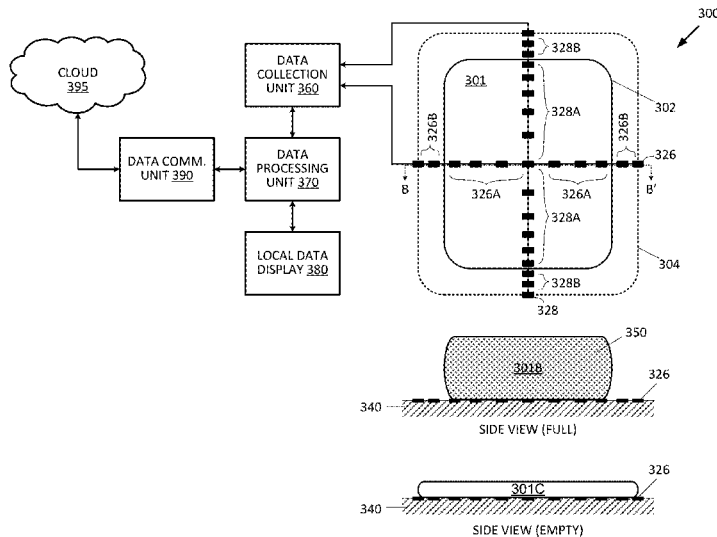 300
CLOUD
395
DATA
COLLECTION
UNIT 360
DATA COMM.
UNIT 390
DATA
PROCESSING
UNIT 370
LOCAL DATA
DISPLAY 380
328B
301
328A
302
326B
326B
326
B
B'
326A
326A
328A
304
328B
328
350
301B
326
340
SIDE VIEW (FULL)
301C
326
340
SIDE VIEW (EMPTY)